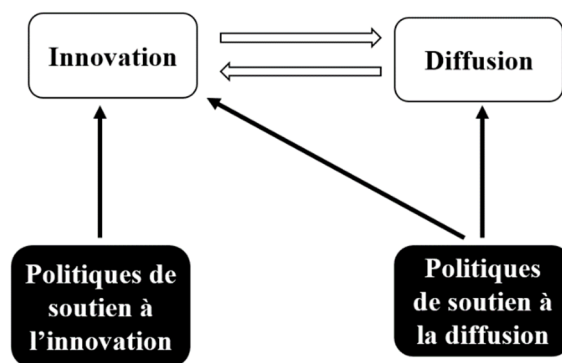 Innovation
Diffusion
Politiques de
soutien à
l’innovation
Politiques
de soutien à
la diffusion